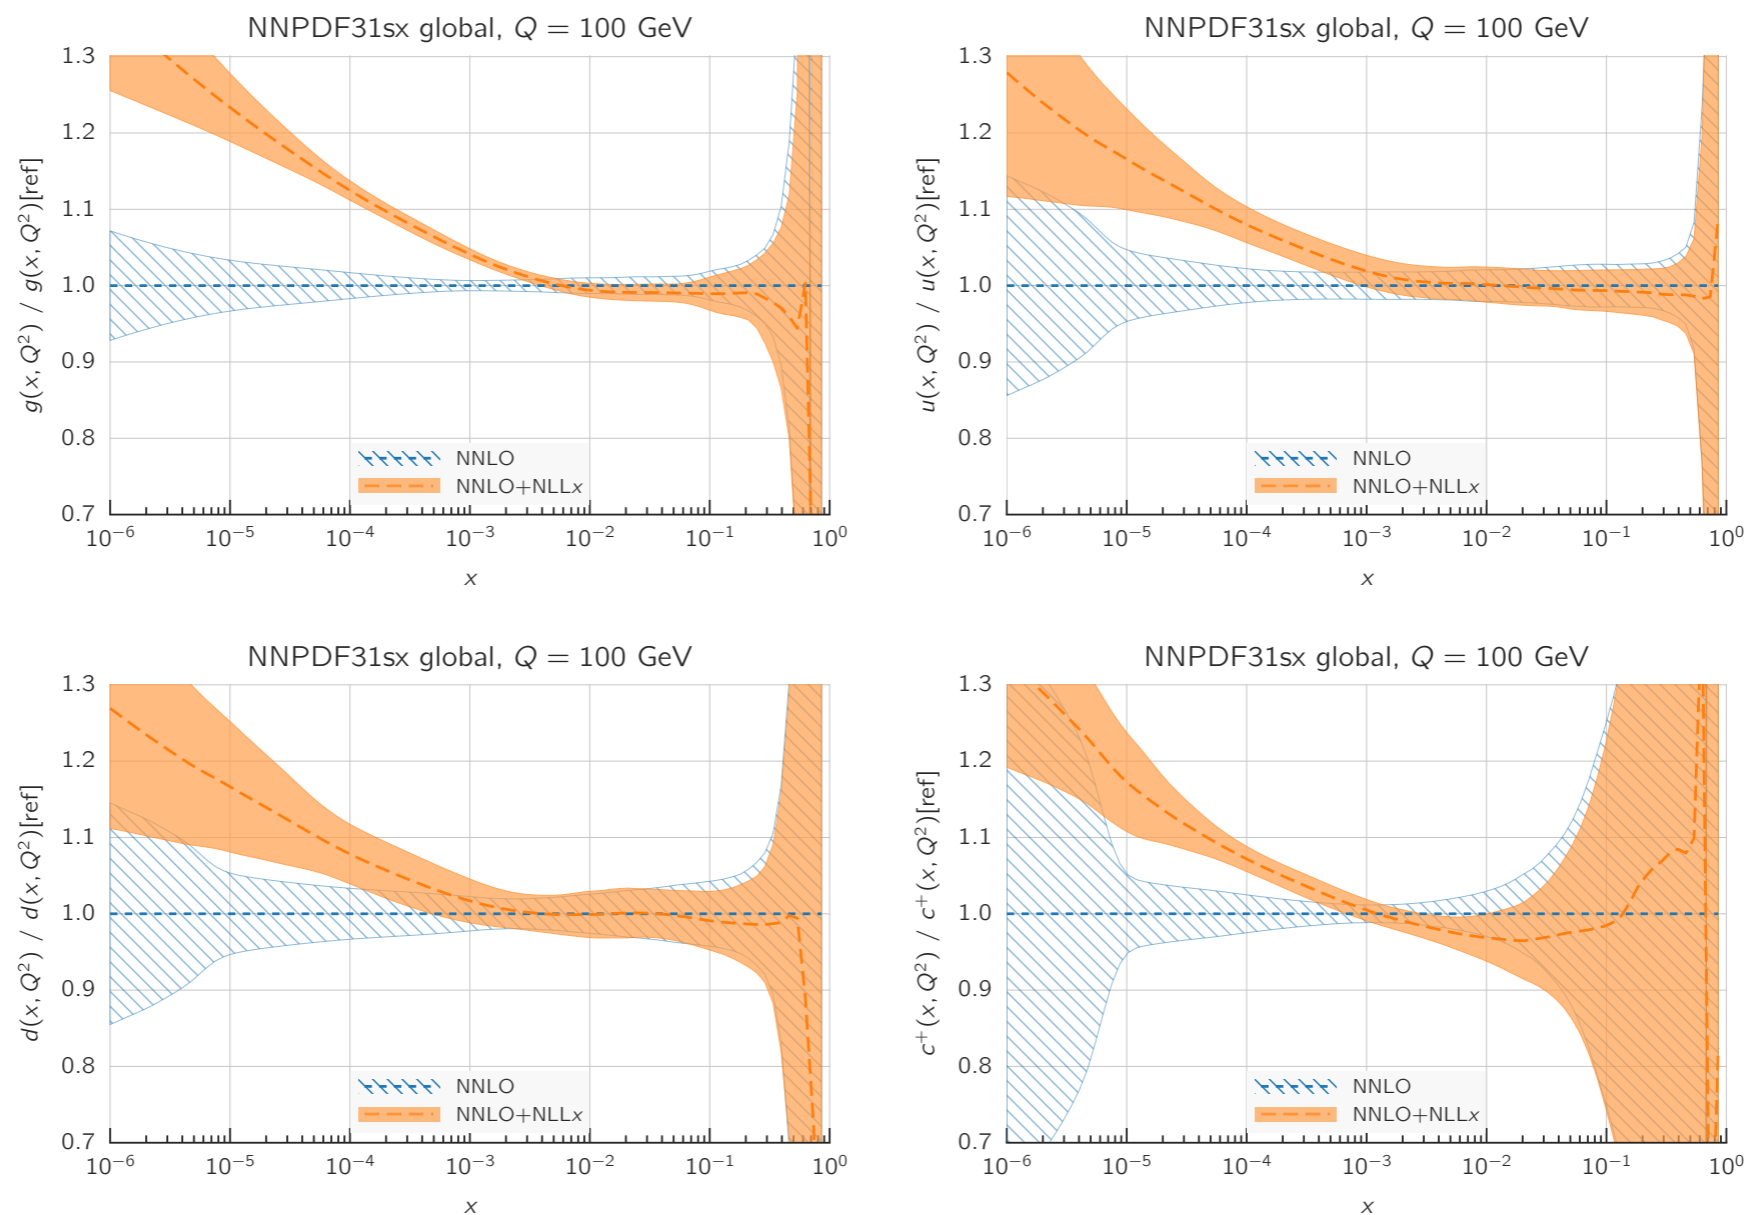 NNPDF31sx global, Q = 100 GeV
g(x, Q²) / g(x, Q²)[ref]
1.3
1.2
1.1
1.0
0.9
0.8
0.7
NNLO
NNLO+NLLx
10⁻⁶ 10⁻⁵ 10⁻⁴ 10⁻³ 10⁻² 10⁻¹ 10⁰
x
NNPDF31sx global, Q = 100 GeV
u(x, Q²) / u(x, Q²)[ref]
1.3
1.2
1.1
1.0
0.9
0.8
0.7
NNLO
NNLO+NLLx
10⁻⁶ 10⁻⁵ 10⁻⁴ 10⁻³ 10⁻² 10⁻¹ 10⁰
x
NNPDF31sx global, Q = 100 GeV
d(x, Q²) / d(x, Q²)[ref]
1.3
1.2
1.1
1.0
0.9
0.8
0.7
NNLO
NNLO+NLLx
10⁻⁶ 10⁻⁵ 10⁻⁴ 10⁻³ 10⁻² 10⁻¹ 10⁰
x
NNPDF31sx global, Q = 100 GeV
c⁺(x, Q²) / c⁺(x, Q²)[ref]
1.3
1.2
1.1
1.0
0.9
0.8
0.7
NNLO
NNLO+NLLx
10⁻⁶ 10⁻⁵ 10⁻⁴ 10⁻³ 10⁻² 10⁻¹ 10⁰
x